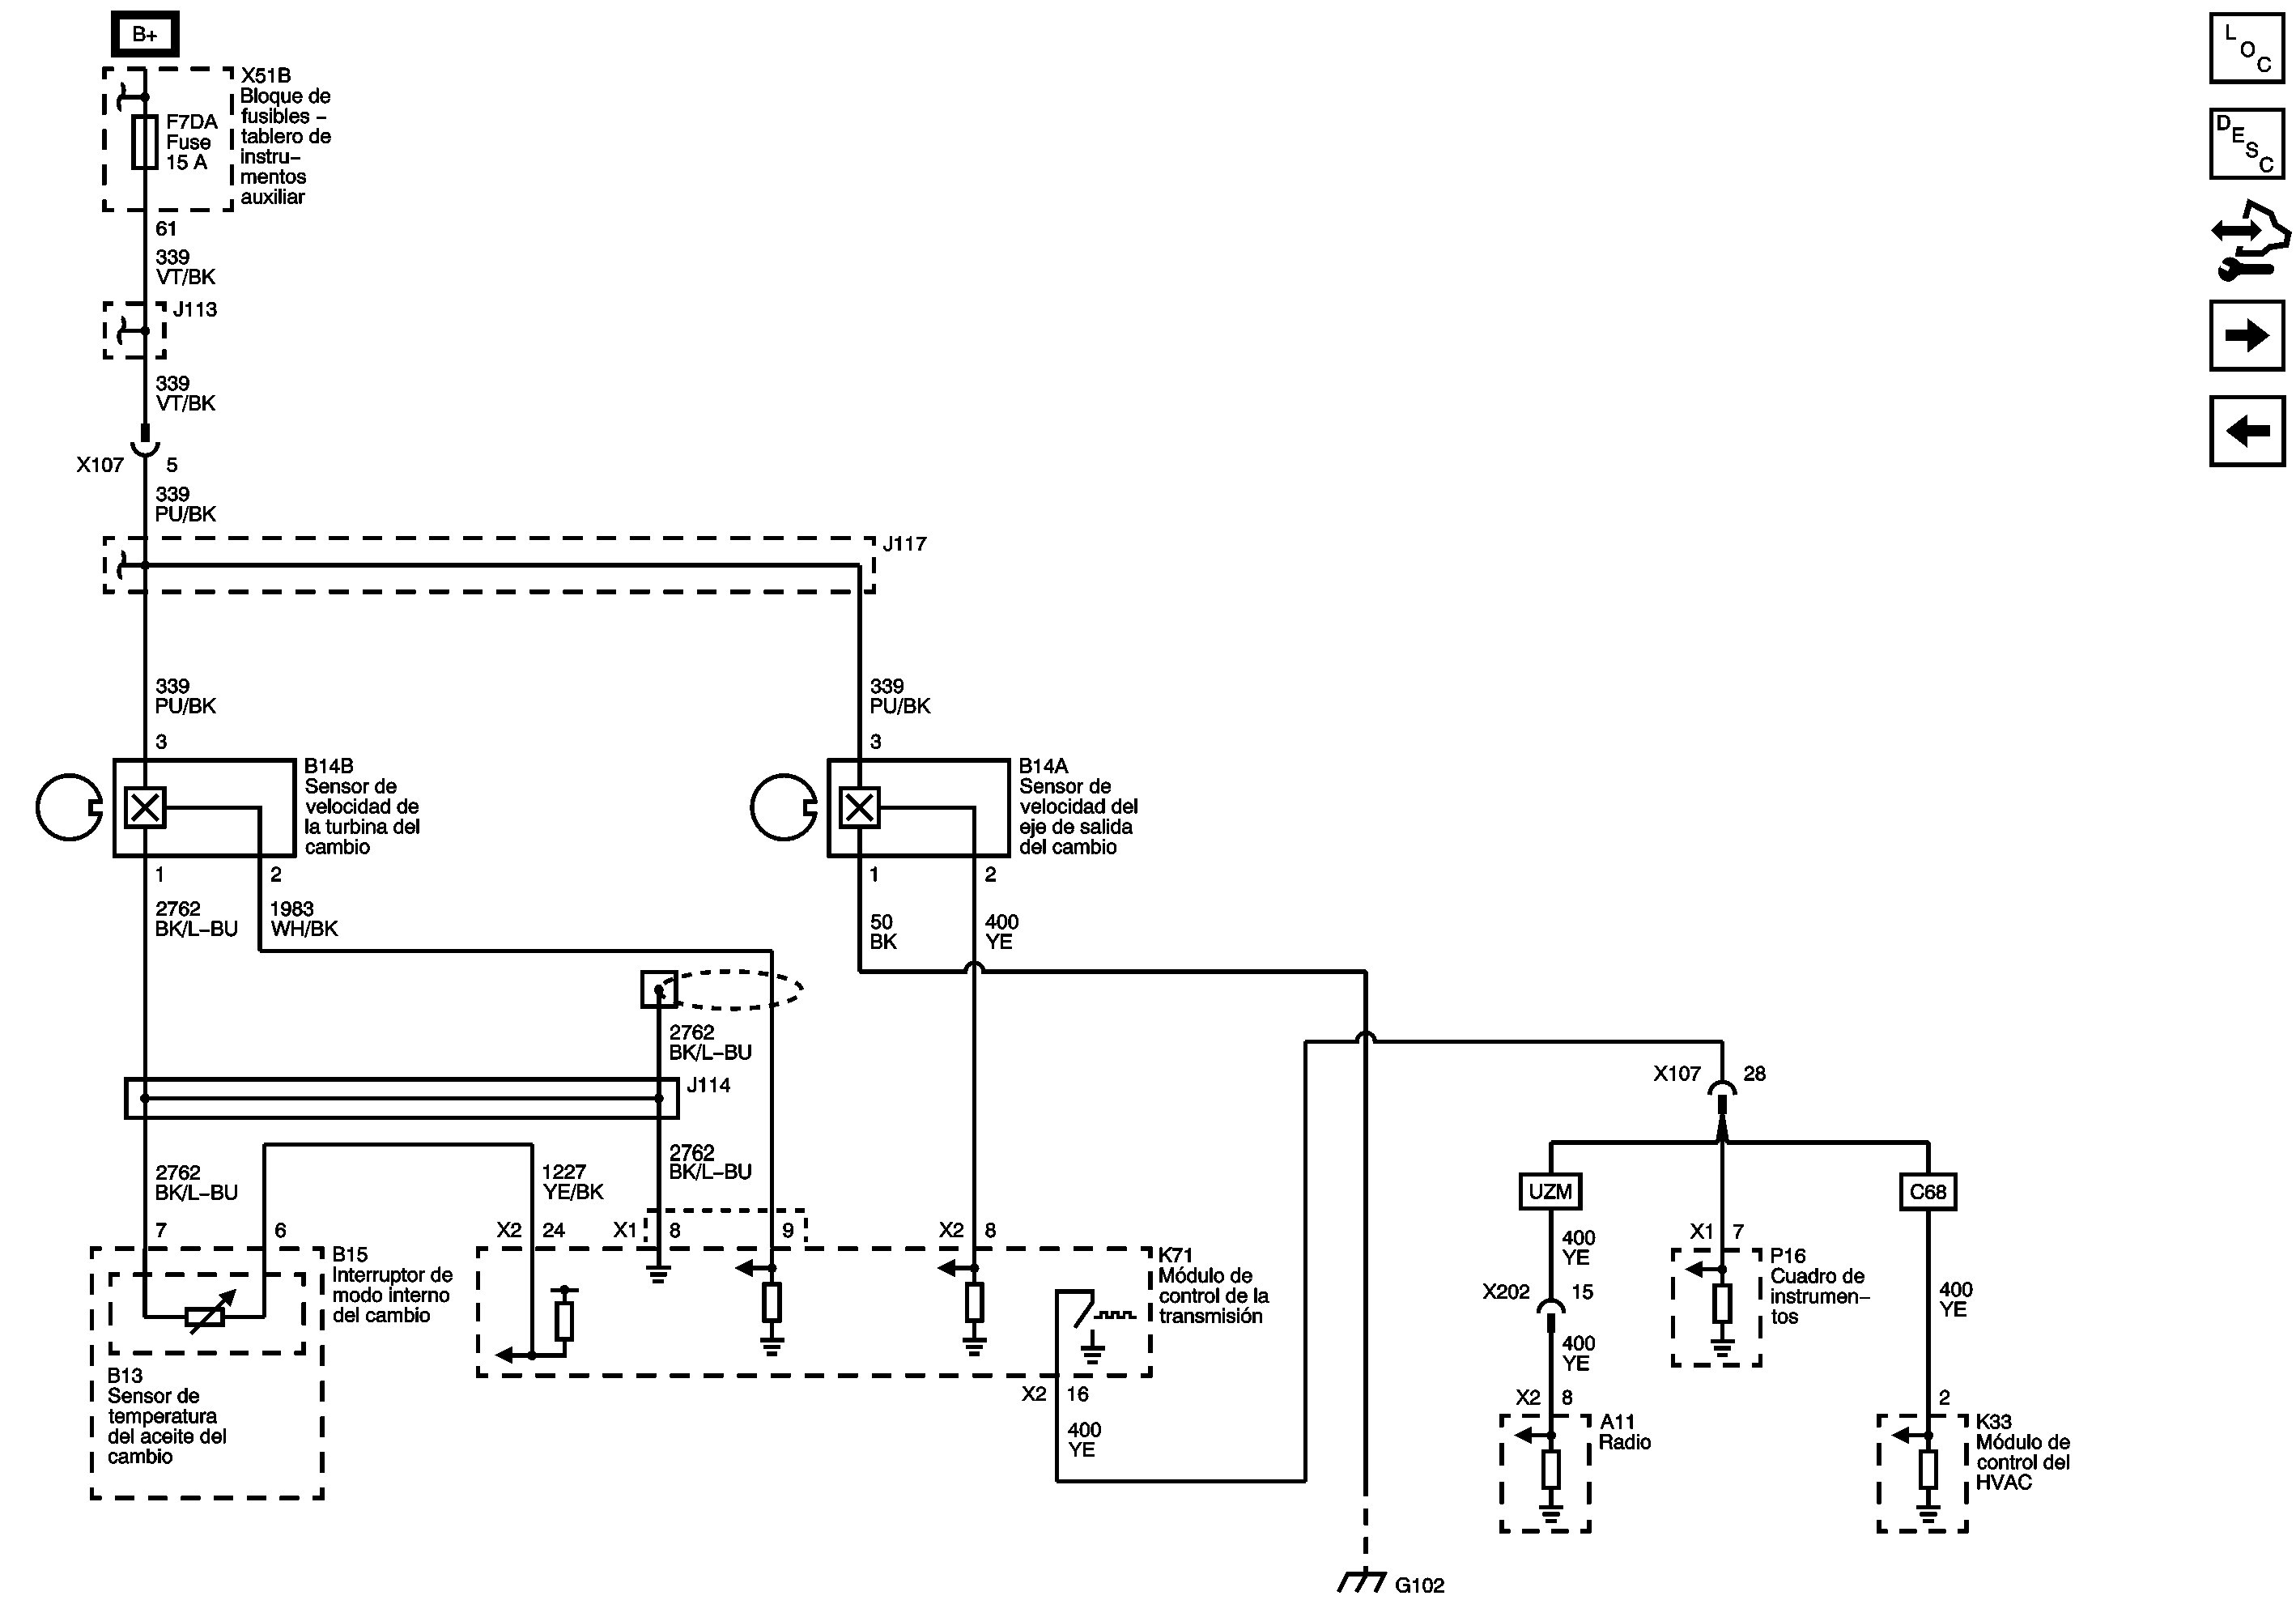 B+
X51B
Bloque de
fusibles –
tablero de
instru–
mentos
auxiliar
F7DA
Fuse
15 A
61
339
VT/BK
J113
339
VT/BK
X107
5
339
PU/BK
J117
339
PU/BK
3
B14B
Sensor de
velocidad de
la turbina del
cambio
1
2
2762
BK/L–BU
1983
WH/BK
339
PU/BK
3
B14A
Sensor de
velocidad del
eje de salida
del cambio
1
2
50
BK
400
YE
2762
BK/L–BU
J114
2762
BK/L–BU
2762
BK/L–BU
1227
YE/BK
7
6
X2
24
X1
8
9
X2
8
B15
Interruptor de
modo interno
del cambio
B13
Sensor de
temperatura
del aceite del
cambio
K71
Módulo de
control de la
transmisión
X2
16
400
YE
X107
28
UZM
C68
400
YE
X202
15
400
YE
X2
8
A11
Radio
X1
7
P16
Cuadro de
instrumen–
tos
400
YE
2
K33
Módulo de
control del
HVAC
G102
L
O
C
D
E
S
C